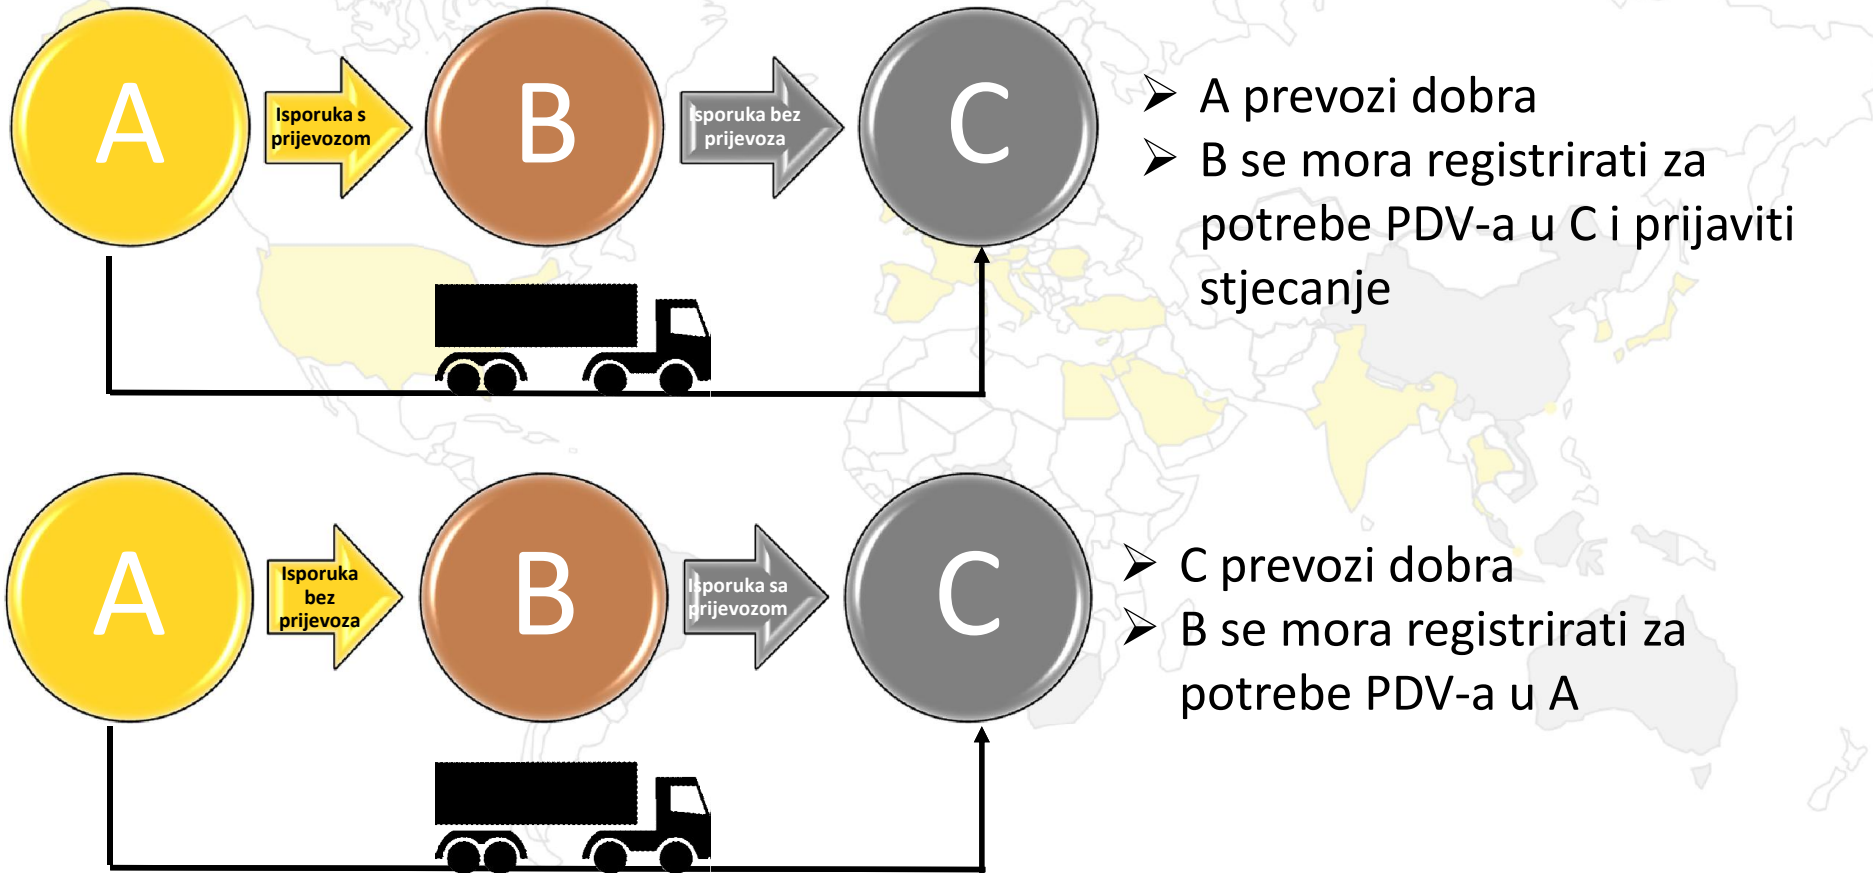 A
Isporuka s
prijevozom
B
Isporuka bez
prijevoza
C
➢ A prevozi dobra
➢ B se mora registrirati za
potrebe PDV-a u C i prijaviti
stjecanje
A
Isporuka
bez
prijevoza
B
Isporuka sa
prijevozom
C
➢ C prevozi dobra
➢ B se mora registrirati za
potrebe PDV-a u A